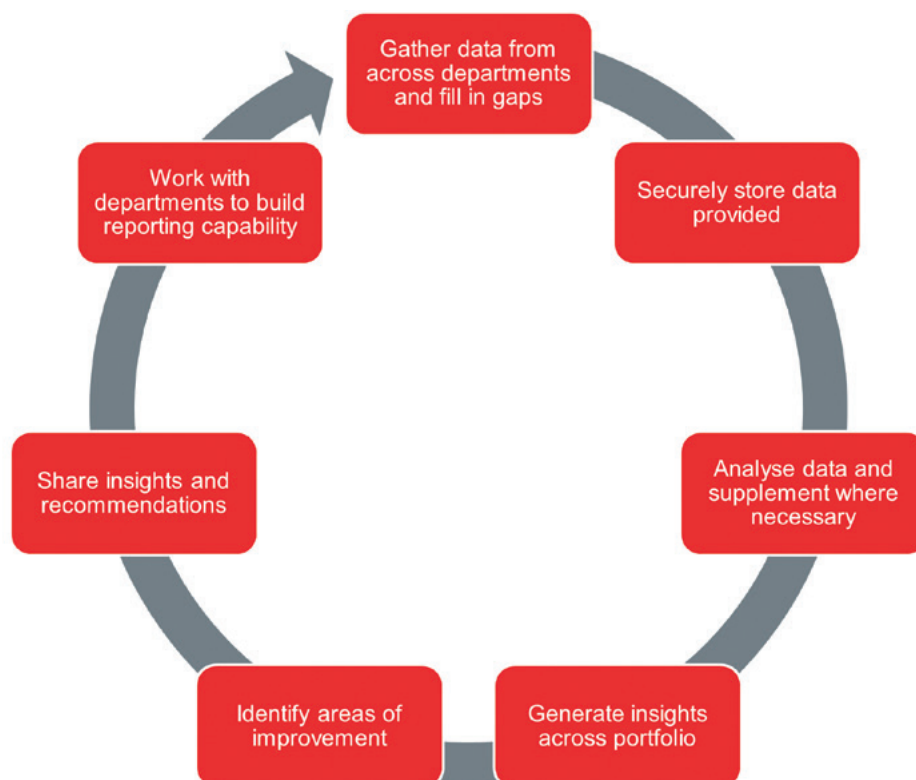 Gather data from
across departments
and fill in gaps
Securely store data
provided
Analyse data and
supplement where
necessary
Generate insights
across portfolio
Identify areas of
improvement
Share insights and
recommendations
Work with
departments to build
reporting capability